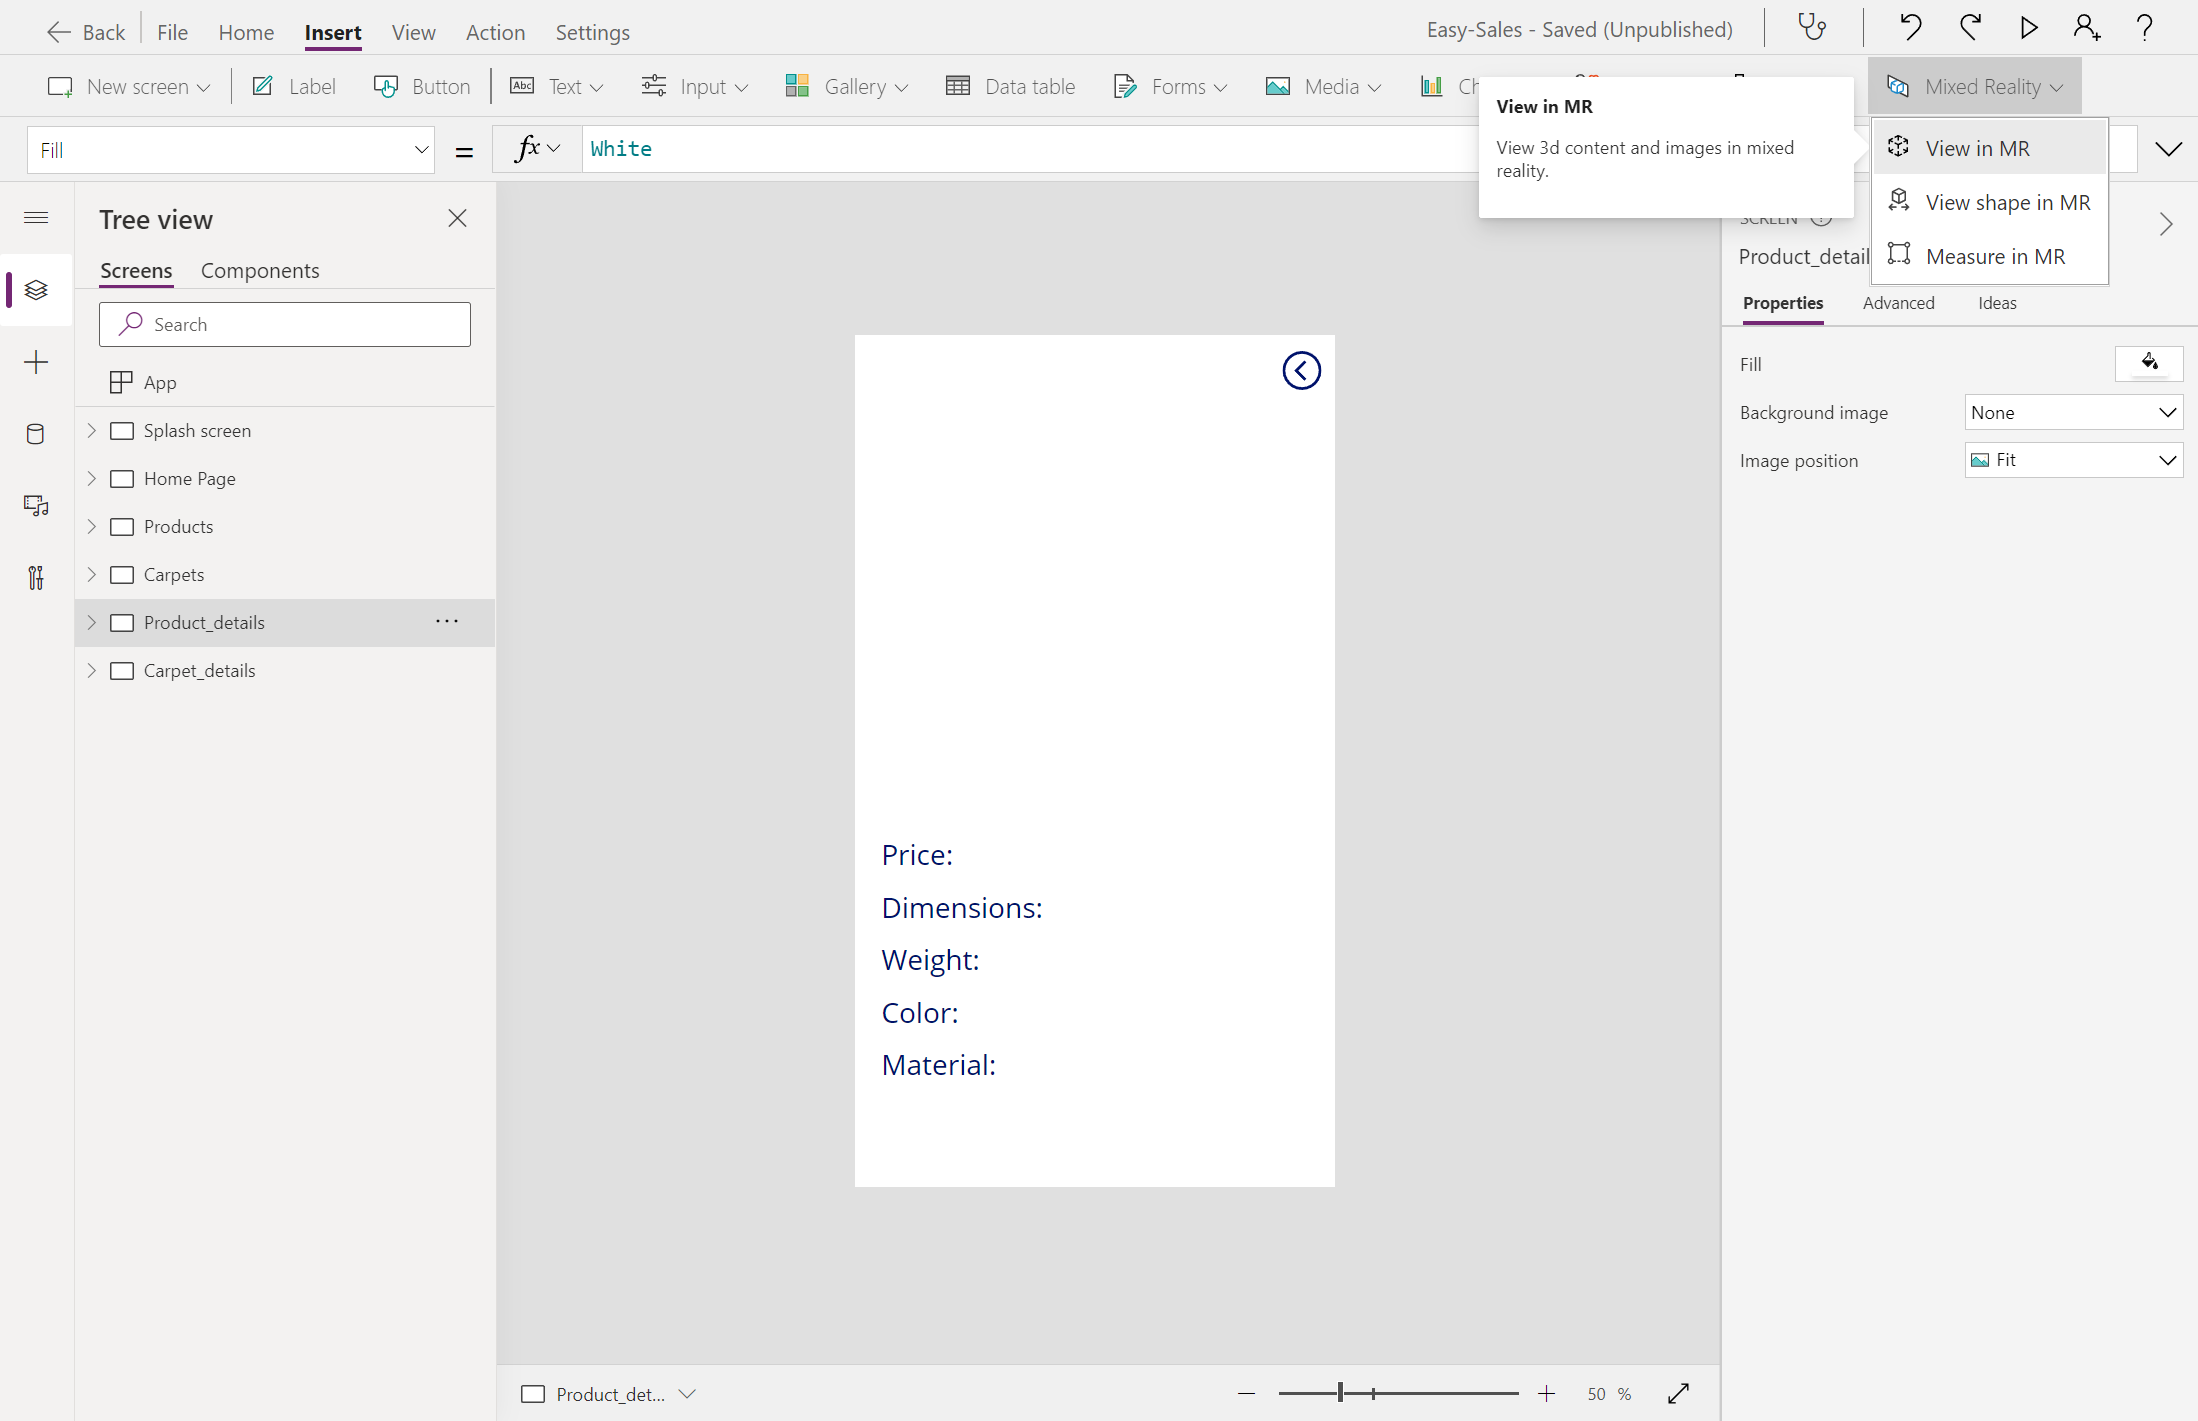 Back File Home Insert View Action Settings Easy-Sales - Saved (Unpublished)
New screen Label Button Abc Text Input Gallery Data table Forms Media Mixed Reality
Fill = fx White
View in MR
View 3d content and images in mixed
reality.
View in MR
View shape in MR
Measure in MR
Tree view
Screens Components
Search
App
Splash screen
Home Page
Products
Carpets
Product_details
Carpet_details
Price:
Dimensions:
Weight:
Color:
Material:
SCREEN
Product_detail
Properties Advanced Ideas
Fill
Background image None
Image position Fit
Product_det... 50 %